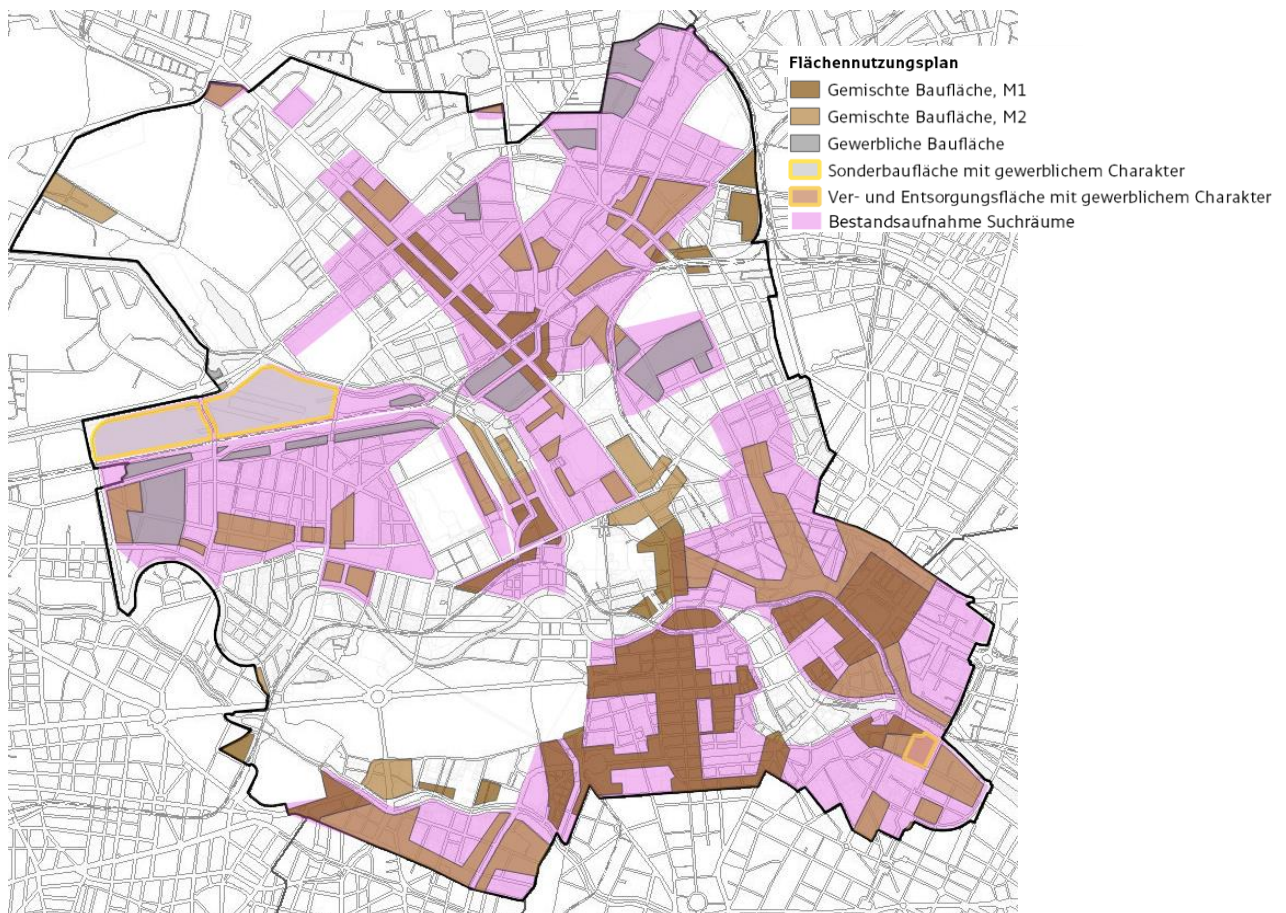 Flächennutzungsplan
Gemischte Baufläche, M1
Gemischte Baufläche, M2
Gewerbliche Baufläche
Sonderbaufläche mit gewerblichem Charakter
Ver- und Entsorgungsfläche mit gewerblichem Charakter
Bestandsaufnahme Suchräume